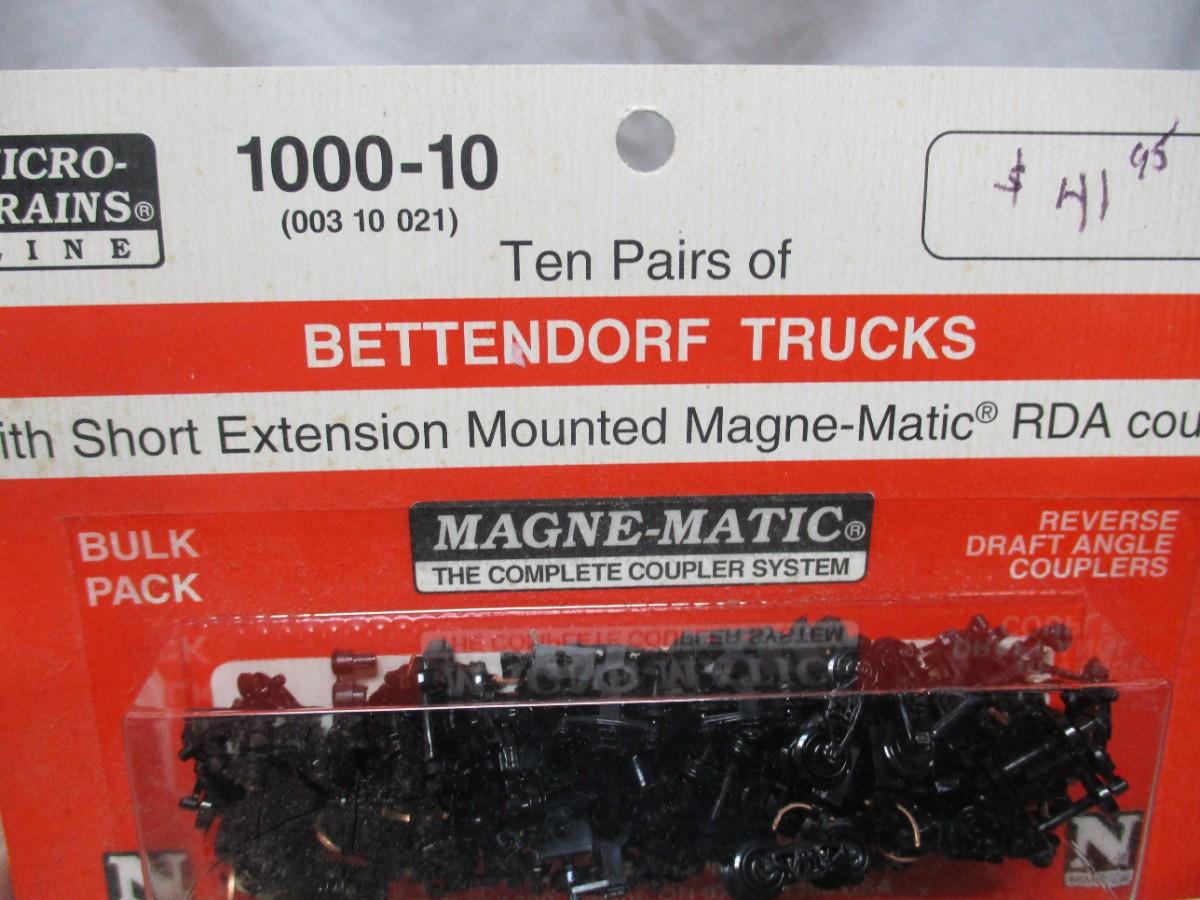 ICRO-
RAINS®
LINE
1000-10
(003 10 021)
$ 41 95
Ten Pairs of
BETTENDORF TRUCKS
ith Short Extension Mounted Magne-Matic® RDA cou
BULK
PACK
MAGNE-MATIC®
THE COMPLETE COUPLER SYSTEM
REVERSE
DRAFT ANGLE
COUPLERS
N
N